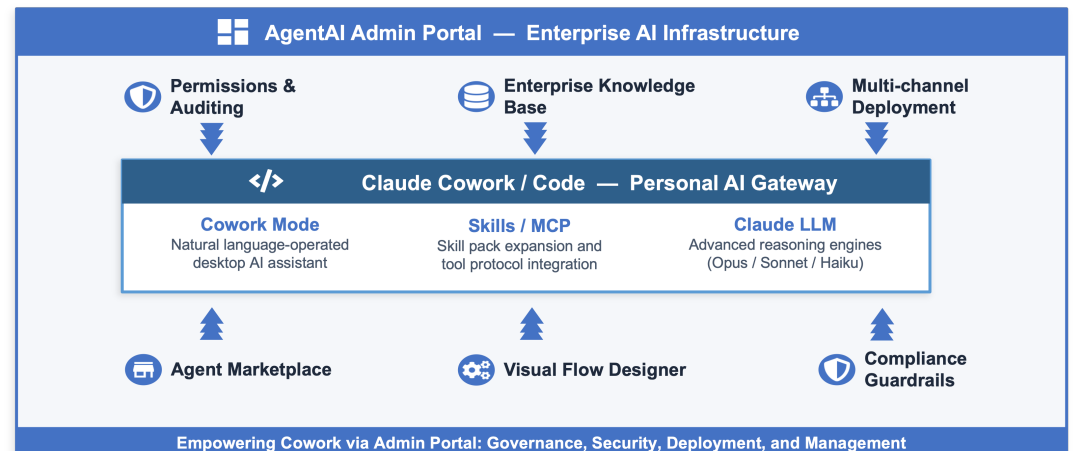 AgentAI Admin Portal — Enterprise AI Infrastructure
Permissions &
Auditing
Enterprise Knowledge
Base
Multi-channel
Deployment
</> Claude Cowork / Code — Personal AI Gateway
Cowork Mode
Natural language-operated
desktop AI assistant
Skills / MCP
Skill pack expansion and
tool protocol integration
Claude LLM
Advanced reasoning engines
(Opus / Sonnet / Haiku)
Agent Marketplace
Visual Flow Designer
Compliance
Guardrails
Empowering Cowork via Admin Portal: Governance, Security, Deployment, and Management